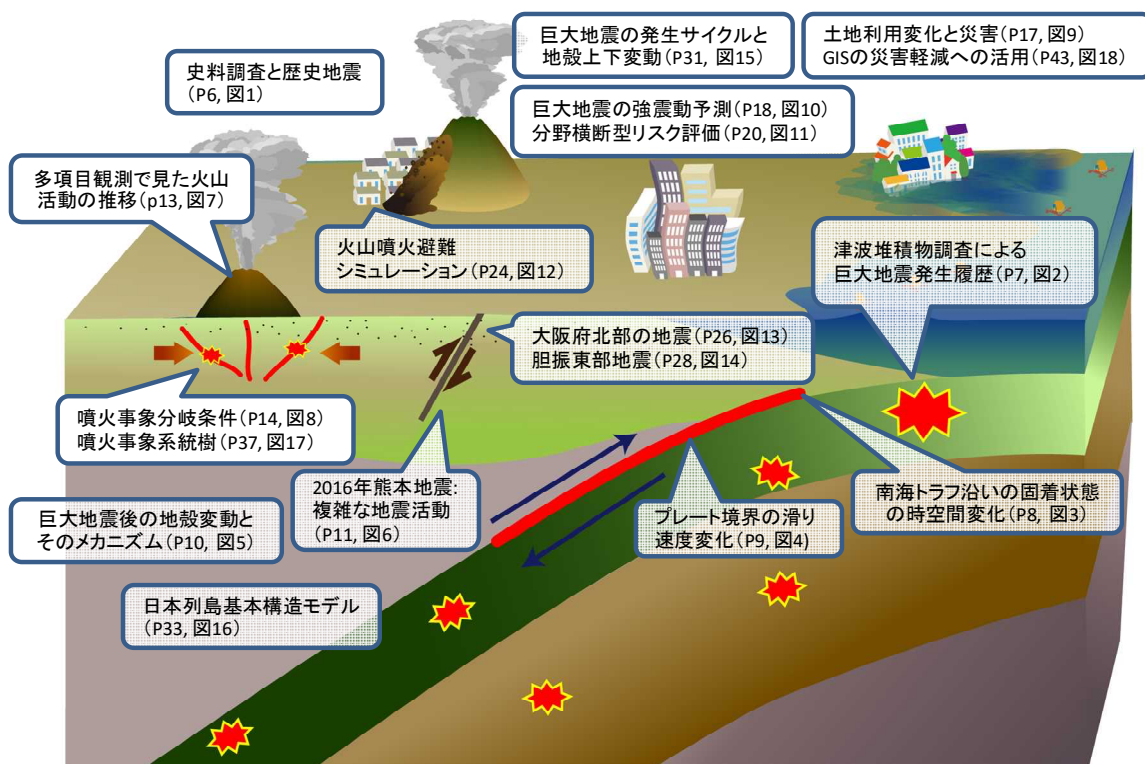 史料調査と歴史地震
(P6, 図1)
巨大地震の発生サイクルと
地殻上下変動(P31, 図15)
土地利用変化と災害(P17, 図9)
GISの災害軽減への活用(P43, 図18)
巨大地震の強震動予測(P18, 図10)
分野横断型リスク評価(P20, 図11)
多項目観測で見た火山
活動の推移(p13, 図7)
火山噴火避難
シミュレーション(P24, 図12)
津波堆積物調査による
巨大地震発生履歴(P7, 図2)
大阪府北部の地震(P26, 図13)
胆振東部地震(P28, 図14)
噴火事象分岐条件(P14, 図8)
噴火事象系統樹(P37, 図17)
2016年熊本地震:
複雑な地震活動
(P11, 図6)
プレート境界の滑り
速度変化(P9, 図4)
南海トラフ沿いの固着状態
の時空間変化(P8, 図3)
巨大地震後の地殻変動と
そのメカニズム(P10, 図5)
日本列島基本構造モデル
(P33, 図16)